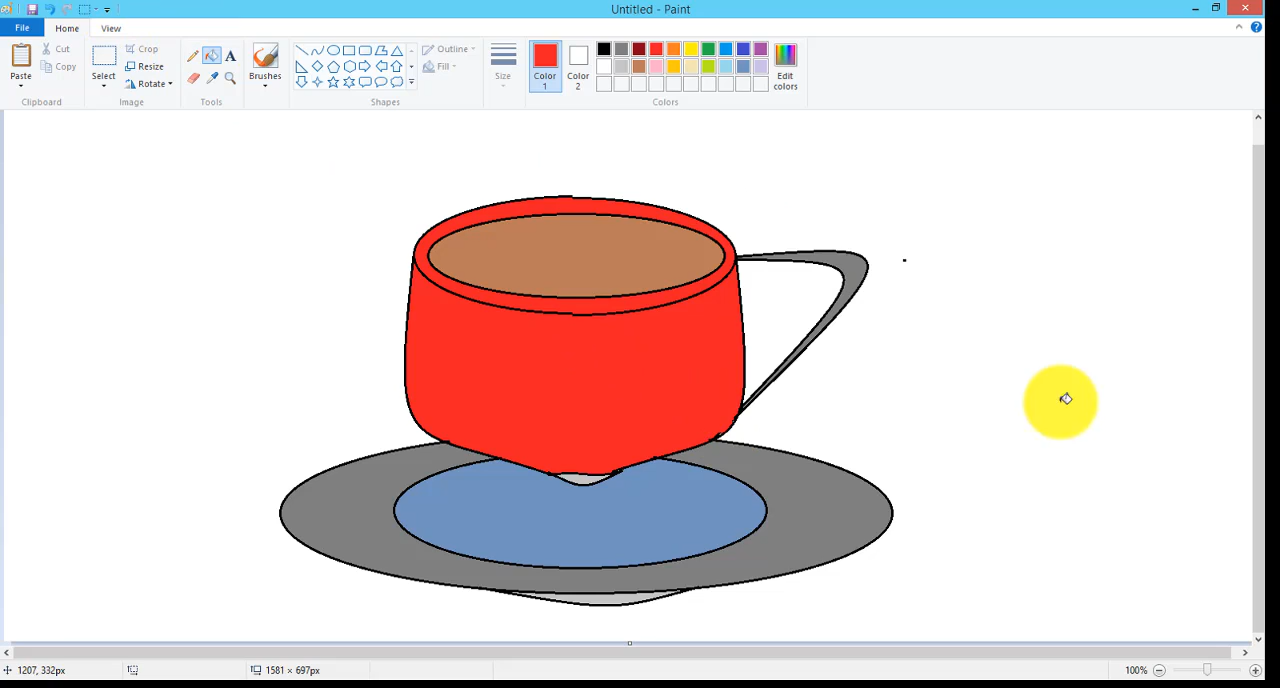 Untitled - Paint
File Home View
Paste
Cut
Copy
Clipboard
Select
Crop
Resize
Rotate
Image
A
Tools
Brushes
Outline
Fill
Shapes
Size
Color 1
Color 2
Edit colors
Colors
1207, 332px
1581 × 697px
100%